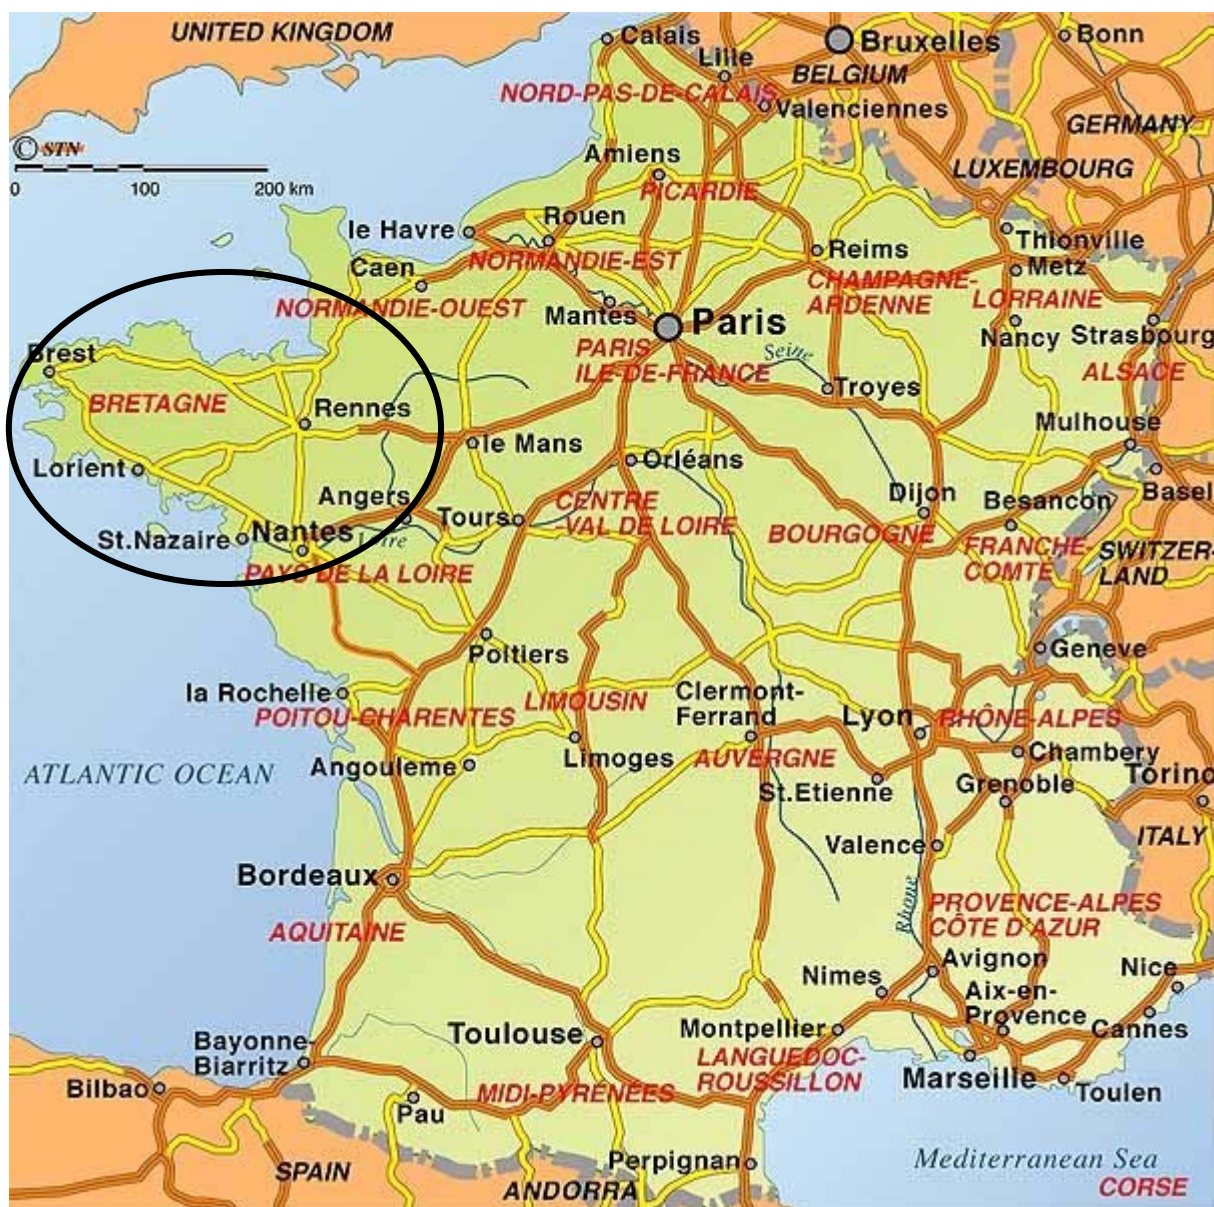 UNITED KINGDOM
Calais
Bruxelles
Bonn
Lille
BELGIUM
NORD-PAS-DE-CALAIS
Valenciennes
GERMANY
© STN
Amiens
LUXEMBOURG
0 100 200 km
PICARDIE
Rouen
le Havre
Reims
Thionville
NORMANDIE-EST
Caen
Metz
CHAMPAGNE-
ARDENNE
LORRAINE
NORMANDIE-OUEST
Mantes
Paris
Nancy
Strasbourg
Brest
PARIS
ILE-DE-FRANCE
Seine
ALSACE
Troyes
BRETAGNE
Rennes
Mulhouse
le Mans
Orléans
Lorient
Basel
Angers
Dijon
Besancon
CENTRE
-VAL DE LOIRE
Tours
Nantes
St.Nazaire
Loire
BOURGOGNE
FRANCHE-
COMTE
SWITZER-
LAND
PAYS DE LA LOIRE
Poitiers
Geneve
la Rochelle
LIMOUSIN
Clermont-
Ferrand
POITOU-CHARENTES
Lyon
RHÔNE-ALPES
Limoges
AUVERGNE
Chambery
ATLANTIC OCEAN
Angouleme
Torino
St.Etienne
Grenoble
Valence
ITALY
Bordeaux
Rhône
PROVENCE-ALPES
CÔTE D'AZUR
AQUITAINE
Avignon
Nimes
Nice
Aix-en-
Provence
Toulouse
Montpellier
Cannes
Bayonne-
Biarritz
LANGUEDOC-
ROUSSILLON
Marseille
Bilbao
MIDI-PYRENEES
Toulen
Pau
Perpignan
Mediterranean Sea
SPAIN
ANDORRA
CORSE